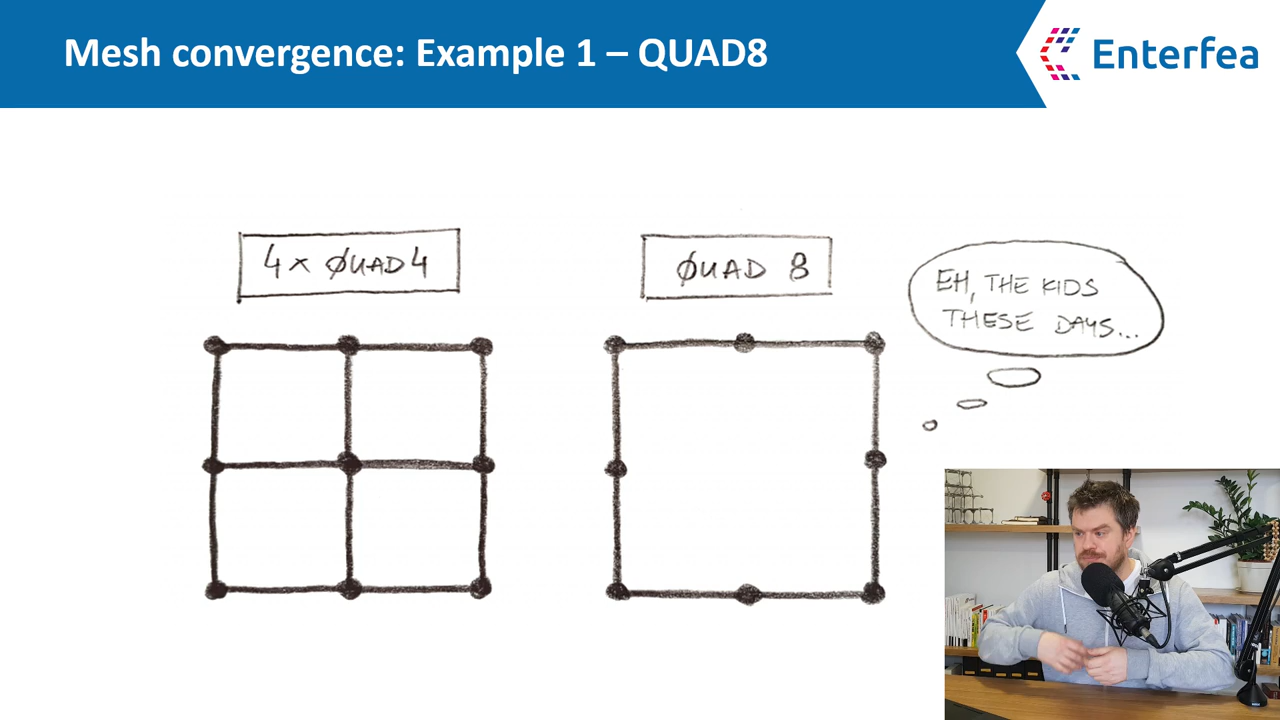 Mesh convergence: Example 1 – QUAD8
Enterfea
4 x QUAD4
QUAD 8
EH, THE KIDS
THESE DAYS...